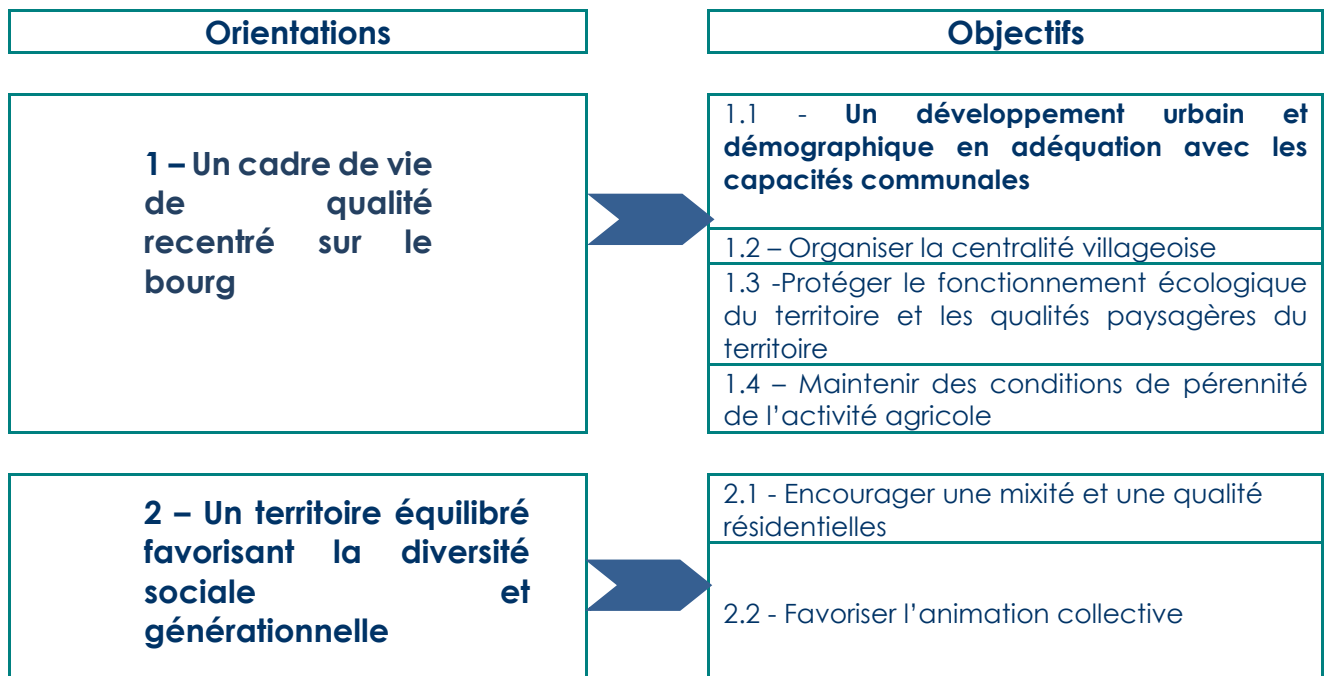 Orientations
Objectifs
1 – Un cadre de vie
de qualité
recentré sur le
bourg
1.1 - Un développement urbain et
démographique en adéquation avec les
capacités communales
1.2 – Organiser la centralité villageoise
1.3 -Protéger le fonctionnement écologique
du territoire et les qualités paysagères du
territoire
1.4 – Maintenir des conditions de pérennité
de l'activité agricole
2 – Un territoire équilibré
favorisant la diversité
sociale et
générationnelle
2.1 - Encourager une mixité et une qualité
résidentielles
2.2 - Favoriser l'animation collective